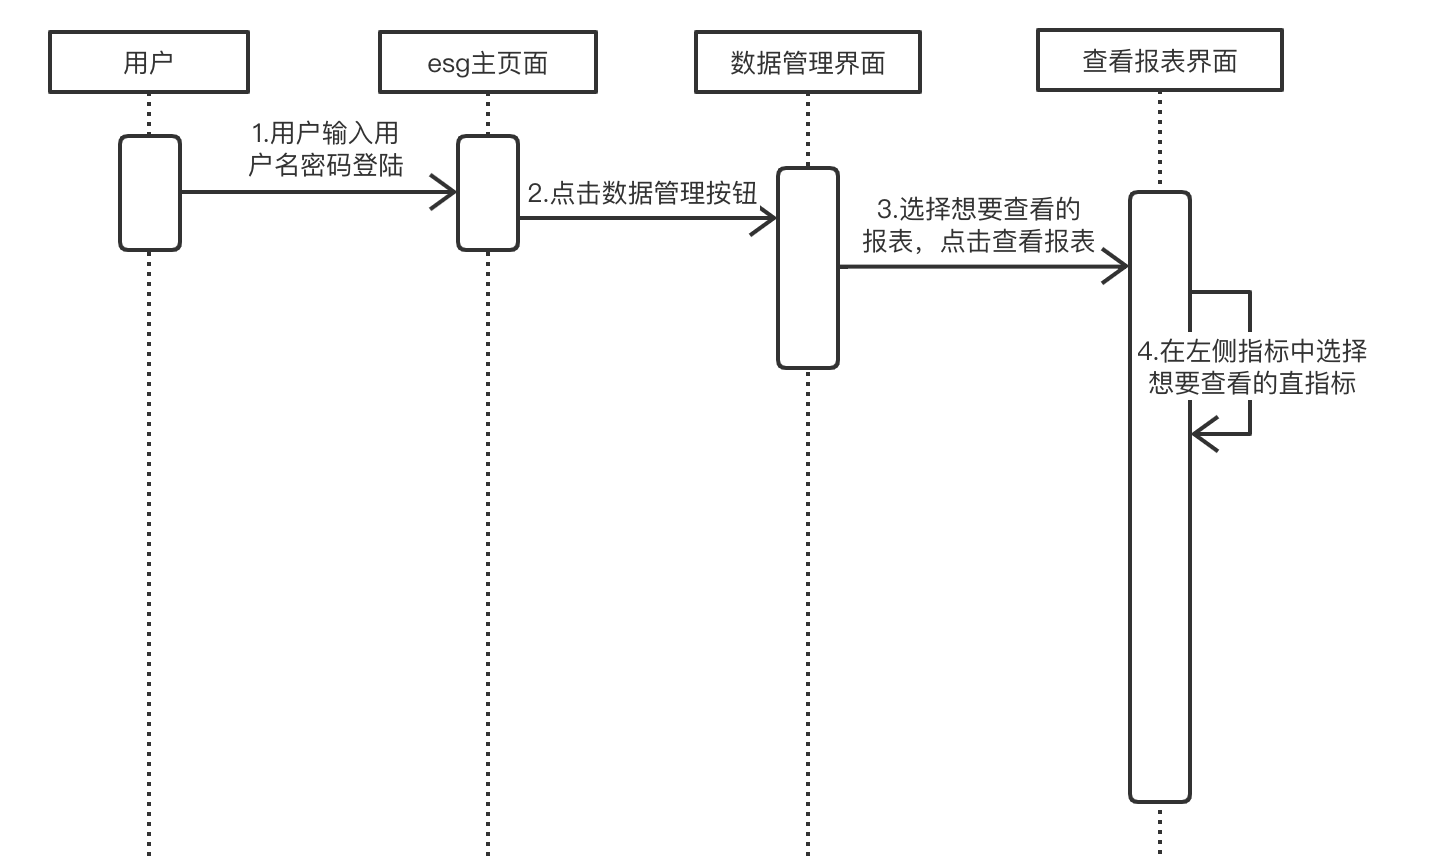 用户
esg主页面
数据管理界面
查看报表界面
1.用户输入用
户名密码登陆
2.点击数据管理按钮
3.选择想要查看的
报表，点击查看报表
4.在左侧指标中选择
想要查看的直指标